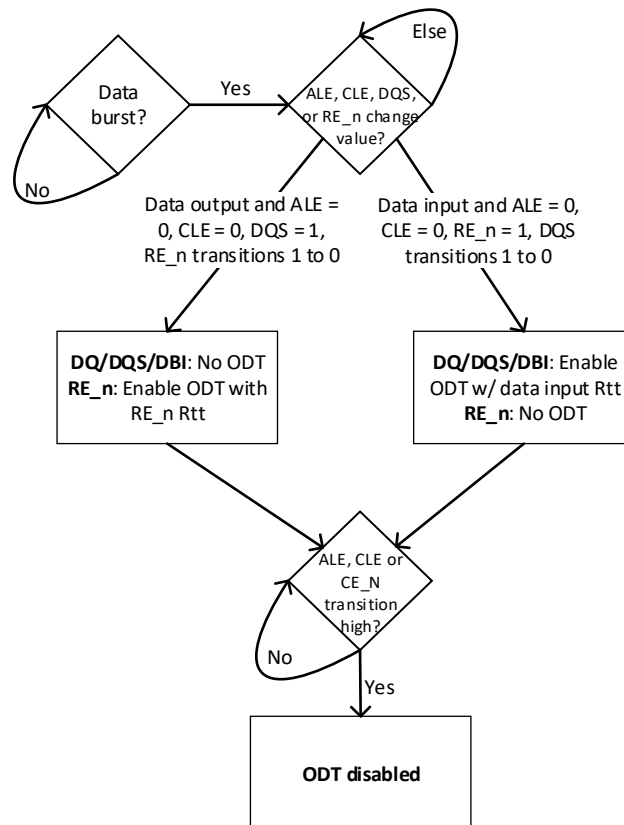 Else
Data
burst?
Yes
ALE, CLE, DQS,
or RE_n change
value?
No
Data output and ALE =
0, CLE = 0, DQS = 1,
RE_n transitions 1 to 0
Data input and ALE = 0,
CLE = 0, RE_n = 1, DQS
transitions 1 to 0
DQ/DQS/DBI: No ODT
RE_n: Enable ODT with
RE_n Rtt
DQ/DQS/DBI: Enable
ODT w/ data input Rtt
RE_n: No ODT
ALE, CLE or
CE_N
transition
high?
No
Yes
ODT disabled